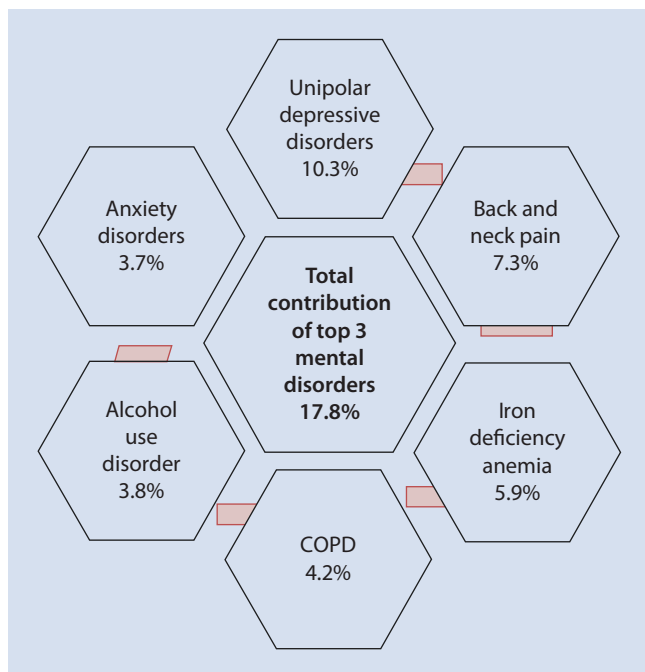 Unipolar
depressive
disorders
10.3%
Back and
neck pain
7.3%
Iron
deficiency
anemia
5.9%
COPD
4.2%
Alcohol
use
disorder
3.8%
Anxiety
disorders
3.7%
Total
contribution
of top 3
mental
disorders
17.8%